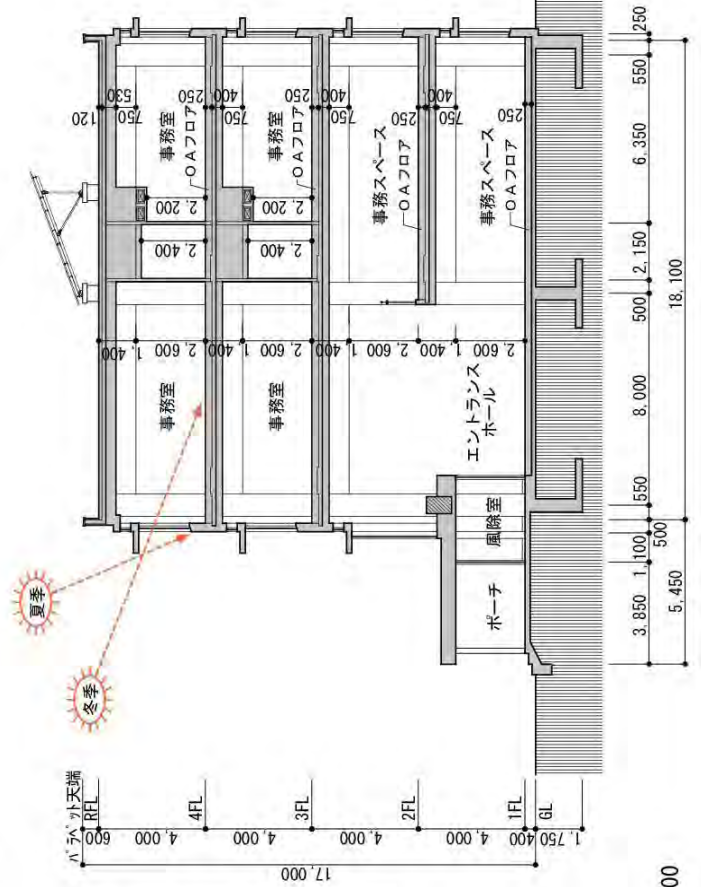 夏季
冬季
パラペット天端
RFL
4FL
3FL
2FL
1FL
GL
600
4,000
4,000
4,000
4,000
400
1,750
17,000
120
530
750
250
400
750
250
400
750
250
400
750
250
事務室
OAフロア
事務室
OAフロア
事務スペース
OAフロア
事務スペース
OAフロア
2,200
2,400
2,200
2,400
1,400
2,600
事務室
1,400
2,600
事務室
1,400
2,600
1,400
2,600
エントランス
ホール
風除室
ポーチ
3,850
1,100
500
550
8,000
500
2,150
6,350
550
250
5,450
18,100
00